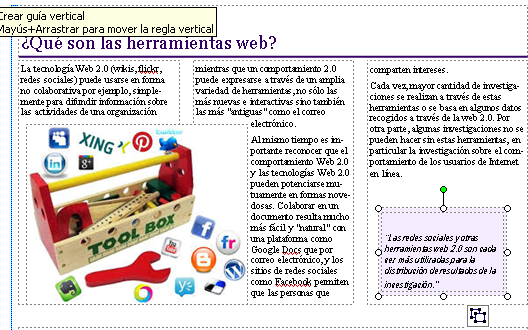 Crear guía vertical
Mayús+Arrastrar para mover la regla vertical
¿Qué son las herramientas web?
La tecnología Web 2.0 (wikis, flickr,
redes sociales) puede usarse en forma
no colaborativa por ejemplo, simple-
mente para difundir información sobre
las actividades de una organización
mientras que un comportamiento 2.0
puede expresarse a través de un amplia
variedad de herramientas, no sólo las
más nuevas e interactivas sino también
las más "antiguas" como el correo
electrónico.
Al mismo tiempo es im-
portante reconocer que el
comportamiento Web 2.0
y las tecnologías Web 2.0
pueden potenciarse mu-
tuamente en formas nove-
dosas. Colaborar en un
documento resulta mucho
más fácil y "natural" con
una plataforma como
Google Docs que por
correo electrónico, y los
sitios de redes sociales
como Facebook permiten
que las personas que
comparten intereses.
Cada vez, mayor cantidad de investiga-
ciones se realizan a través de estas
herramientas o se basa en algunos datos
recogidos a través de la web 2.0. Por
otra parte, algunas investigaciones no se
pueden hacer sin estas herramientas, en
particular la investigación sobre el com-
portamiento de los usuarios de Internet
en línea.
"Las redes sociales y otras
herramientas web 2.0 son cada
vez más utilizadas para la
distribución de resultados de la
investigación."
XING
twitter
in
g+
TOOL BOX
You
Tube
f
fr
B
W
Y!